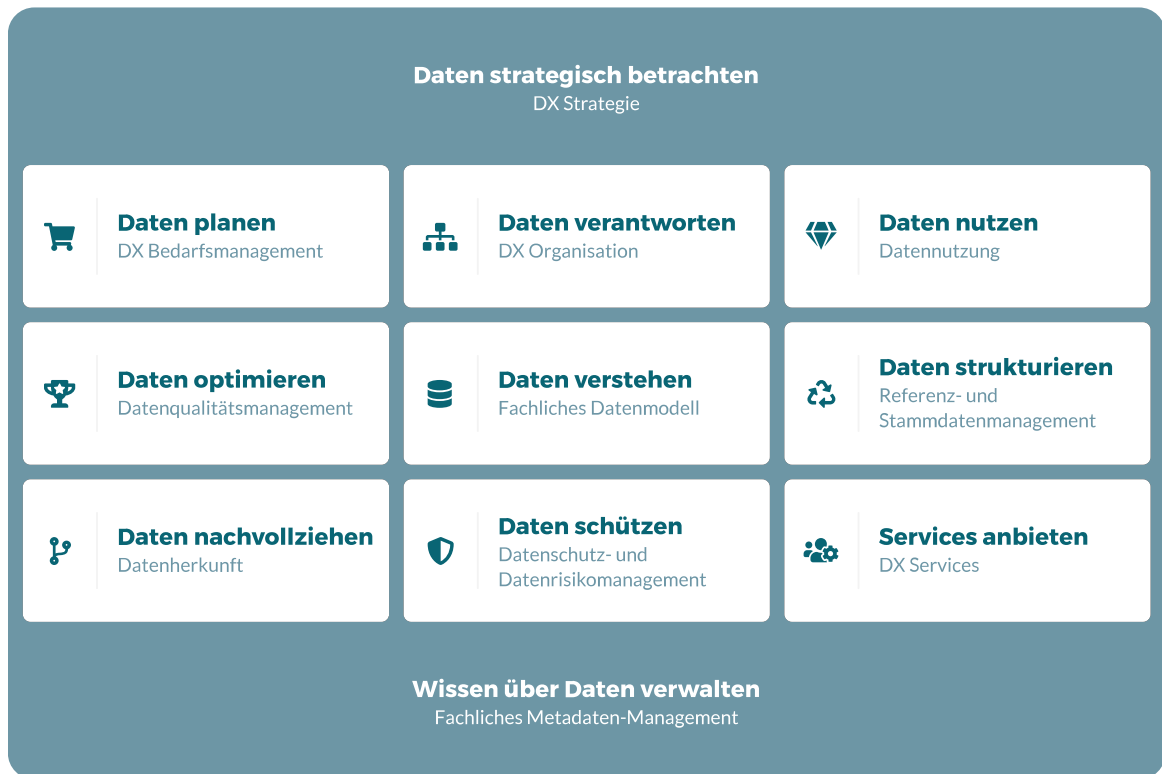 Daten strategisch betrachten
DX Strategie
Daten planen
DX Bedarfsmanagement
Daten verantworten
DX Organisation
Daten nutzen
Datennutzung
Daten optimieren
Datenqualitätsmanagement
Daten verstehen
Fachliches Datenmodell
Daten strukturieren
Referenz- und
Stammdatenmanagement
Daten nachvollziehen
Datenherkunft
Daten schützen
Datenschutz- und
Datenrisikomanagement
Services anbieten
DX Services
Wissen über Daten verwalten
Fachliches Metadaten-Management